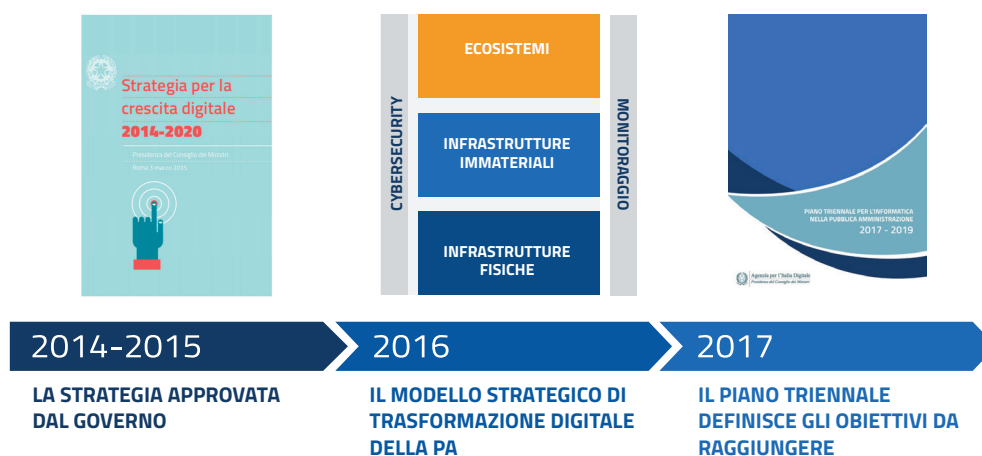 Strategia per la
crescita digitale
2014-2020
Presidenza del Consiglio dei Ministri
Roma 3 marzo 2015
CYBERSECURITY
ECOSISTEMI
INFRASTRUTTURE
IMMATERIALI
INFRASTRUTTURE
FISICHE
MONITORAGGIO
PIANO TRIENNALE PER L'INFORMATICA
NELLA PUBBLICA AMMINISTRAZIONE
2017 - 2019
Agenzia per l'Italia Digitale
Presidenza del Consiglio dei Ministri
2014-2015
LA STRATEGIA APPROVATA
DAL GOVERNO
2016
IL MODELLO STRATEGICO DI
TRASFORMAZIONE DIGITALE
DELLA PA
2017
IL PIANO TRIENNALE
DEFINISCE GLI OBIETTIVI DA
RAGGIUNGERE